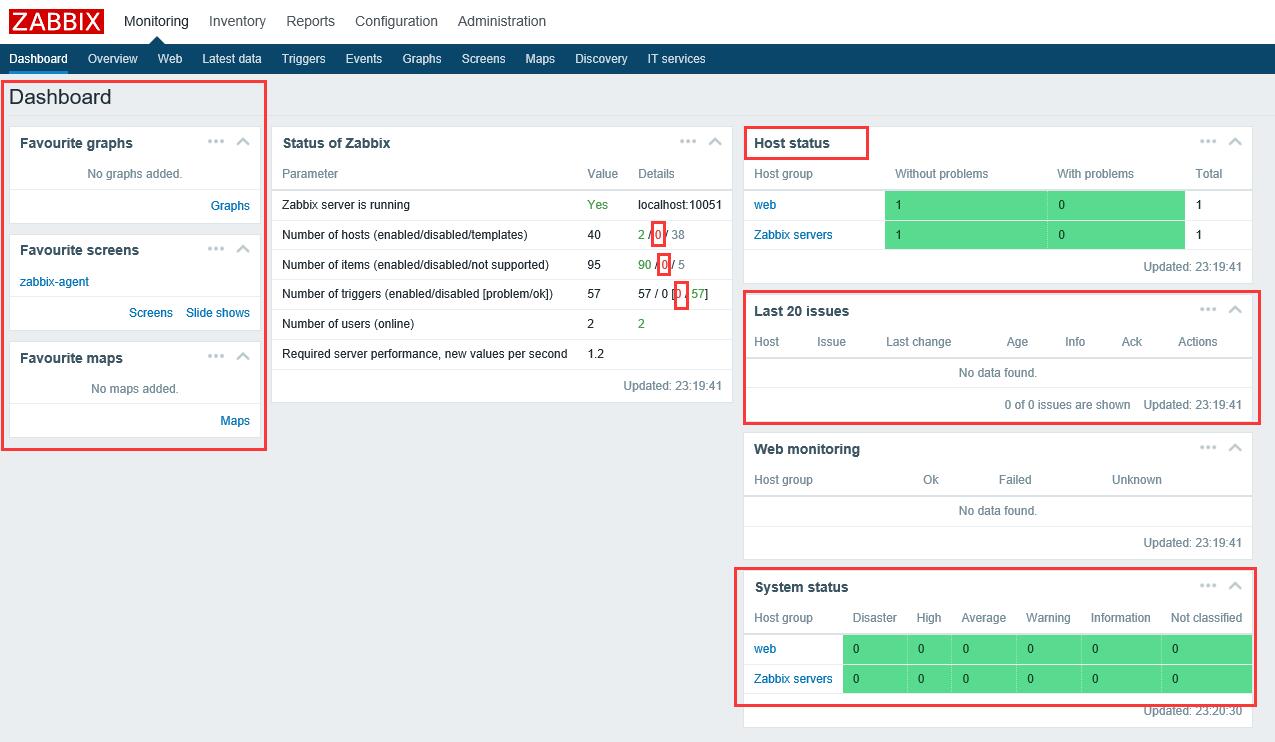 ZABBIX Monitoring Inventory Reports Configuration Administration
Dashboard Overview Web Latest data Triggers Events Graphs Screens Maps Discovery IT services
Dashboard
Favourite graphs
No graphs added.
Graphs
Favourite screens
zabbix-agent
Screens Slide shows
Favourite maps
No maps added.
Maps
Status of Zabbix
Parameter Value Details
Zabbix server is running Yes localhost:10051
Number of hosts (enabled/disabled/templates) 40 2 / 0 / 38
Number of items (enabled/disabled/not supported) 95 90 / 0 / 5
Number of triggers (enabled/disabled [problem/ok]) 57 57 / 0 [0 / 57]
Number of users (online) 2 2
Required server performance, new values per second 1.2
Updated: 23:19:41
Host status
Host group Without problems With problems Total
web 1 0 1
Zabbix servers 1 0 1
Updated: 23:19:41
Last 20 issues
Host Issue Last change Age Info Ack Actions
No data found.
0 of 0 issues are shown Updated: 23:19:41
Web monitoring
Host group Ok Failed Unknown
No data found.
Updated: 23:19:41
System status
Host group Disaster High Average Warning Information Not classified
web 0 0 0 0 0 0
Zabbix servers 0 0 0 0 0 0
Updated: 23:20:30